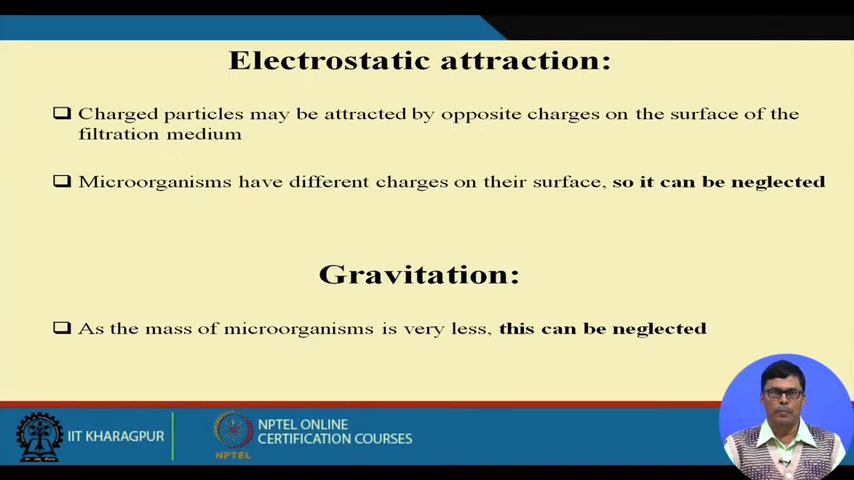 Electrostatic attraction:
❑ Charged particles may be attracted by opposite charges on the surface of the
filtration medium
❑ Microorganisms have different charges on their surface, so it can be neglected
Gravitation:
❑ As the mass of microorganisms is very less, this can be neglected
IIT KHARAGPUR
NPTEL
NPTEL ONLINE
CERTIFICATION COURSES